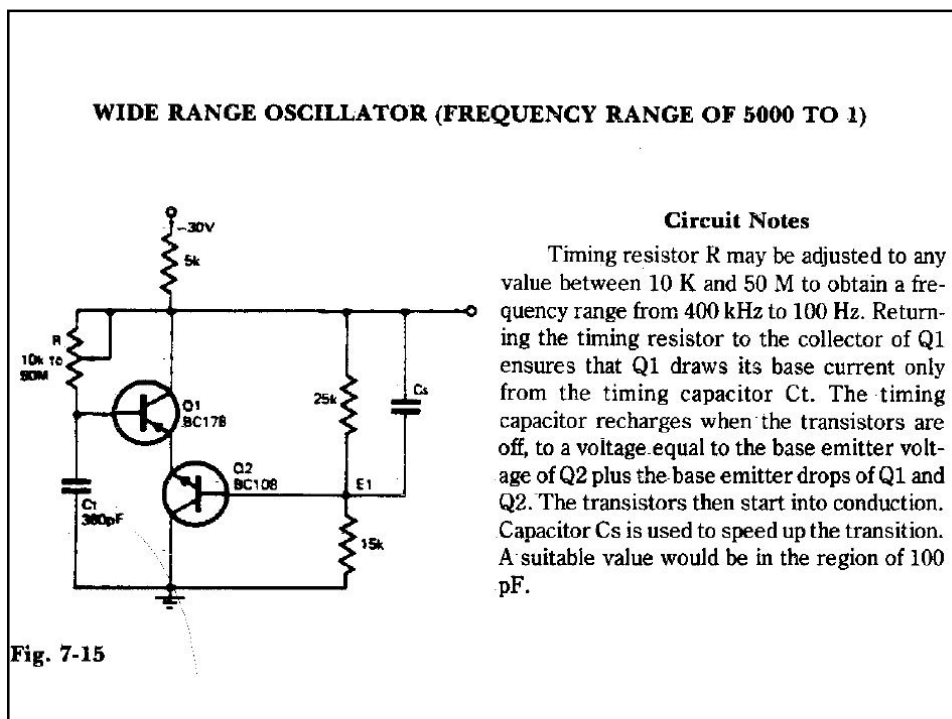 WIDE RANGE OSCILLATOR (FREQUENCY RANGE OF 5000 TO 1)
-30V
5k
R
10k TO
50M
Q1
BC178
25k
Cs
Q2
BC108
E1
Ct
380pF
15k
Circuit Notes
Timing resistor R may be adjusted to any
value between 10 K and 50 M to obtain a fre-
quency range from 400 kHz to 100 Hz. Return-
ing the timing resistor to the collector of Q1
ensures that Q1 draws its base current only
from the timing capacitor Ct. The timing
capacitor recharges when the transistors are
off, to a voltage equal to the base emitter volt-
age of Q2 plus the base emitter drops of Q1 and
Q2. The transistors then start into conduction.
Capacitor Cs is used to speed up the transition.
A suitable value would be in the region of 100
pF.
Fig. 7-15